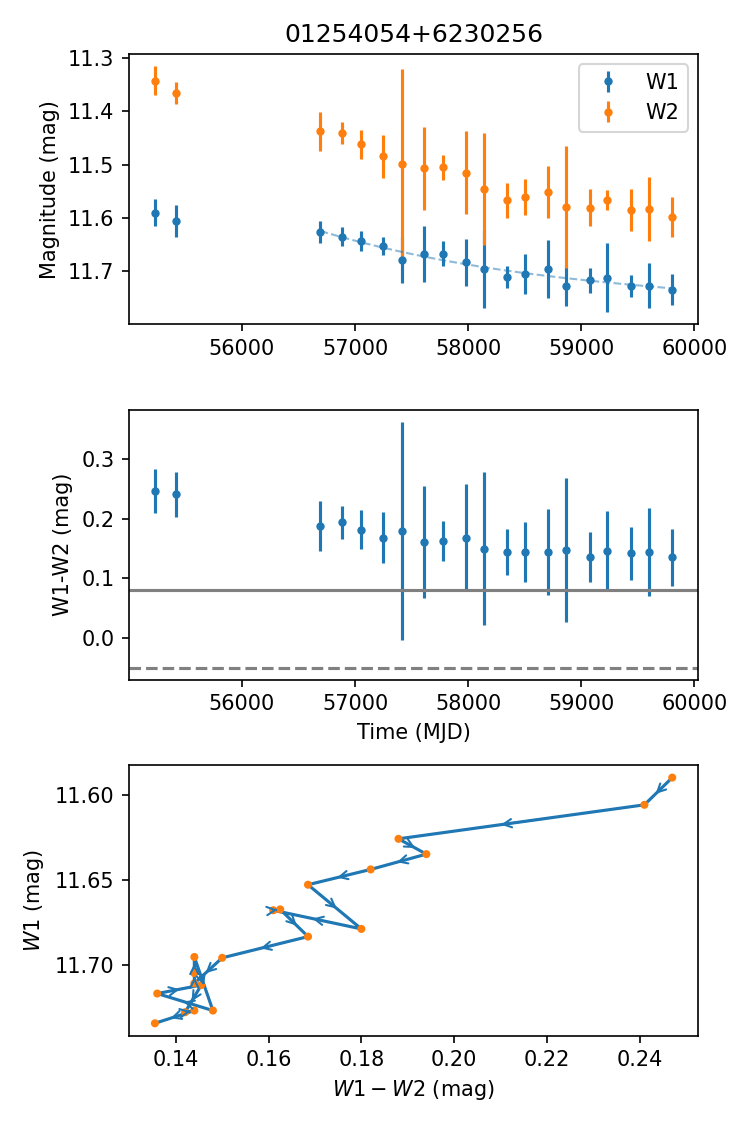 01254054+6230256
Magnitude (mag)
11.3
11.4
11.5
11.6
11.7
W1
W2
56000 57000 58000 59000 60000
W1-W2 (mag)
0.3
0.2
0.1
0.0
56000 57000 58000 59000 60000
Time (MJD)
W1 (mag)
11.60
11.65
11.70
0.14 0.16 0.18 0.20 0.22 0.24
W1 − W2 (mag)